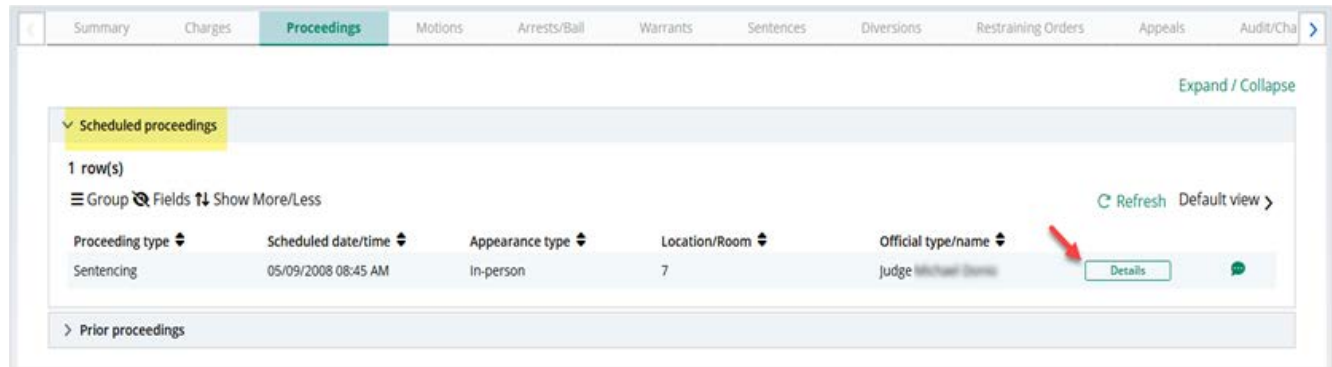 Summary Charges Proceedings Motions Arrests/Bail Warrants Sentences Diversions Restraining Orders Appeals Audit/Cha
Expand / Collapse
Scheduled proceedings
1 row(s)
Group Fields Show More/Less Refresh Default view
Proceeding type Scheduled date/time Appearance type Location/Room Official type/name
Sentencing 05/09/2008 08:45 AM In-person 7 Judge Details
Prior proceedings